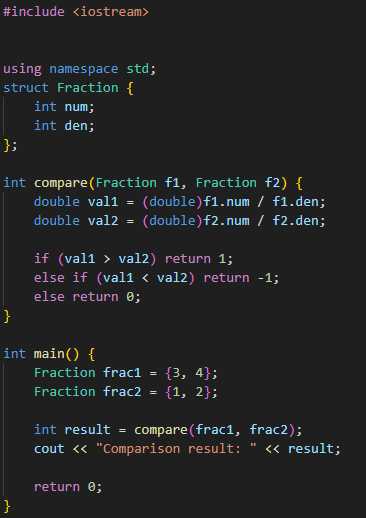 #include <iostream>
using namespace std;
struct Fraction {
    int num;
    int den;
};
int compare(Fraction f1, Fraction f2) {
    double val1 = (double)f1.num / f1.den;
    double val2 = (double)f2.num / f2.den;
    if (val1 > val2) return 1;
    else if (val1 < val2) return -1;
    else return 0;
}
int main() {
    Fraction frac1 = {3, 4};
    Fraction frac2 = {1, 2};
    int result = compare(frac1, frac2);
    cout << "Comparison result: " << result;
    return 0;
}